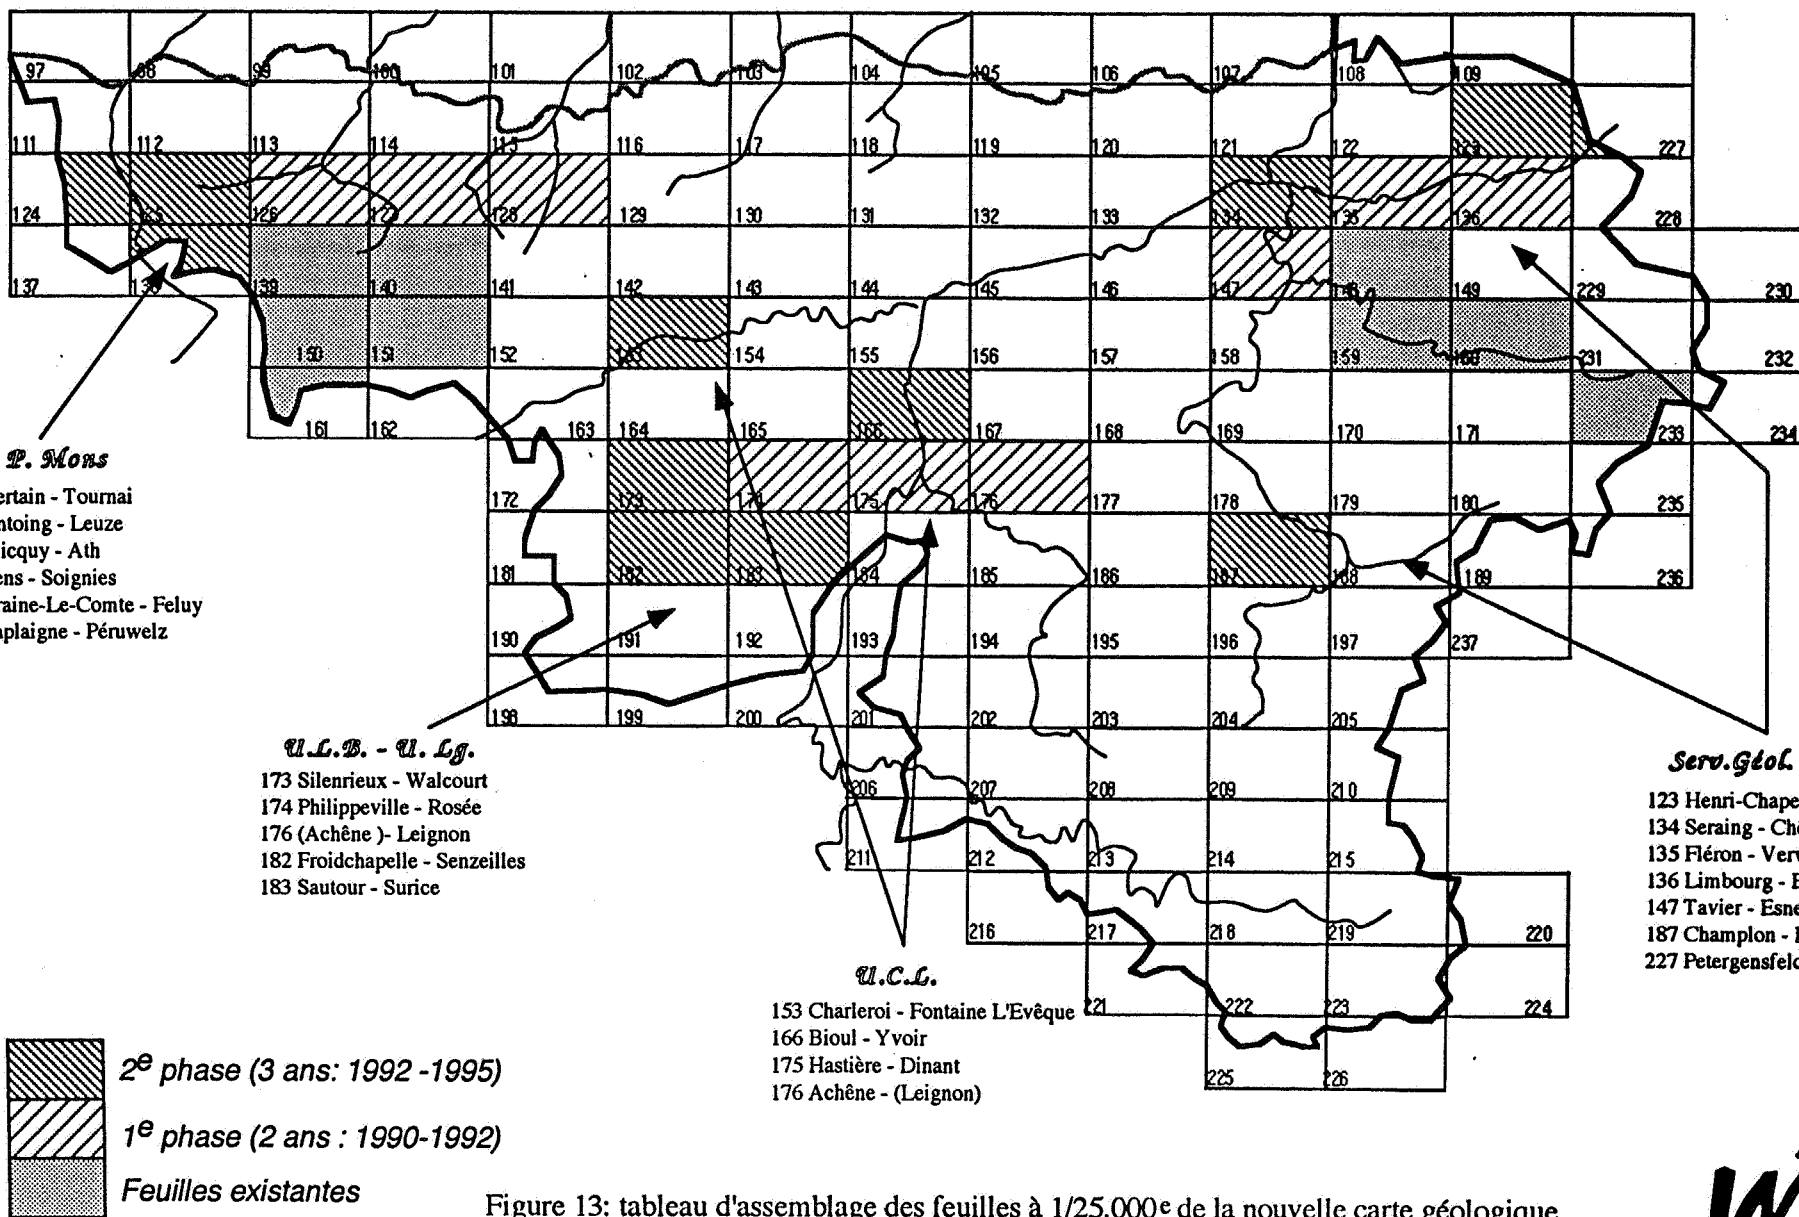 97 98 99 100 101 102 103 104 105 106 107 108 109
111 112 113 114 115 116 117 118 119 120 121 122 123 227
124 125 126 127 128 129 130 131 132 133 134 135 136 228
137 138 139 140 141 142 143 144 145 146 147 148 149 229 230
150 151 152 153 154 155 156 157 158 159 160 231 232
161 162 163 164 165 166 167 168 169 170 171 233 234
172 173 174 175 176 177 178 179 180 235
181 182 183 184 185 186 187 188 189 236
190 191 192 193 194 195 196 197 237
198 199 200 201 202 203 204 205
206 207 208 209 210
211 212 213 214 215
216 217 218 219 220
221 222 223 224
225 226
P. Mons
ertain - Tournai
ntoing - Leuze
icquy - Ath
ens - Soignies
raine-Le-Comte - Feluy
aplaigne - Péruwelz
U.L.B. - U. Lg.
173 Silenrieux - Walcourt
174 Philippeville - Rosée
176 (Achêne )- Leignon
182 Froidchapelle - Senzeilles
183 Sautour - Surice
U.C.L.
153 Charleroi - Fontaine L'Evêque
166 Bioul - Yvoir
175 Hastière - Dinant
176 Achêne - (Leignon)
Serv.Géol.
123 Henri-Chape
134 Seraing - Ch
135 Fléron - Ver
136 Limbourg -
147 Tavier - Esne
187 Champlon -
227 Petergensfeld
2e phase (3 ans: 1992 -1995)
1e phase (2 ans : 1990-1992)
Feuilles existantes
Figure 13: tableau d'assemblage des feuilles à 1/25.000e de la nouvelle carte géologique